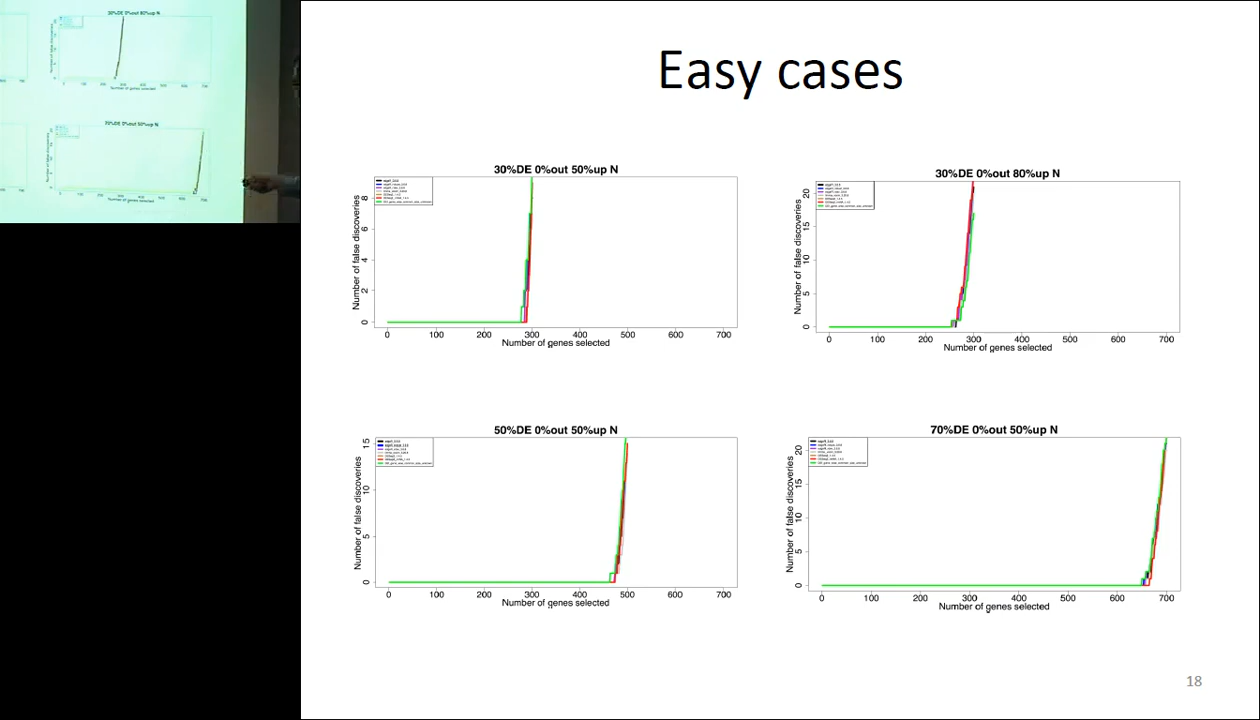 Easy cases
30%DE 0%out 50%up N
Number of false discoveries
0 2 4 6 8
0 100 200 300 400 500 600 700
Number of genes selected
30%DE 0%out 80%up N
Number of false discoveries
0 5 10 15 20
0 100 200 300 400 500 600 700
Number of genes selected
50%DE 0%out 50%up N
Number of false discoveries
0 5 10 15
0 100 200 300 400 500 600 700
Number of genes selected
70%DE 0%out 50%up N
Number of false discoveries
0 5 10 15 20
0 100 200 300 400 500 600 700
Number of genes selected
18